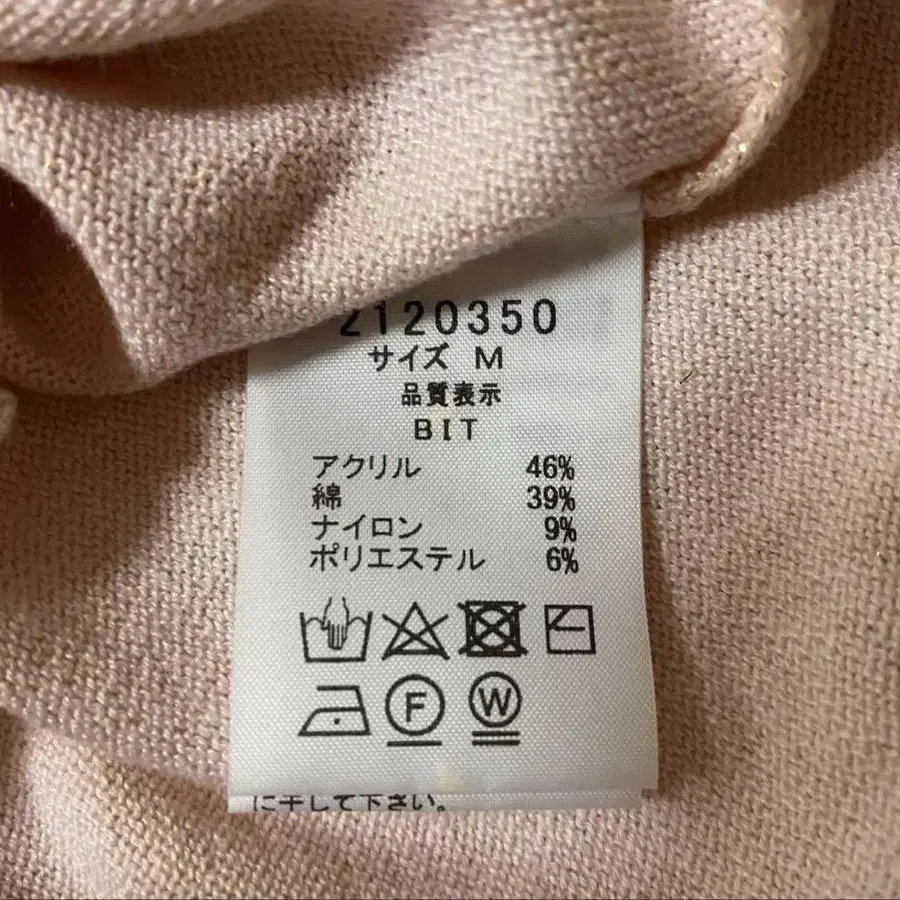 2120350
サイズ M
品質表示
BIT
アクリル 46%
綿 39%
ナイロン 9%
ポリエステル 6%
F W
に干して下さい。